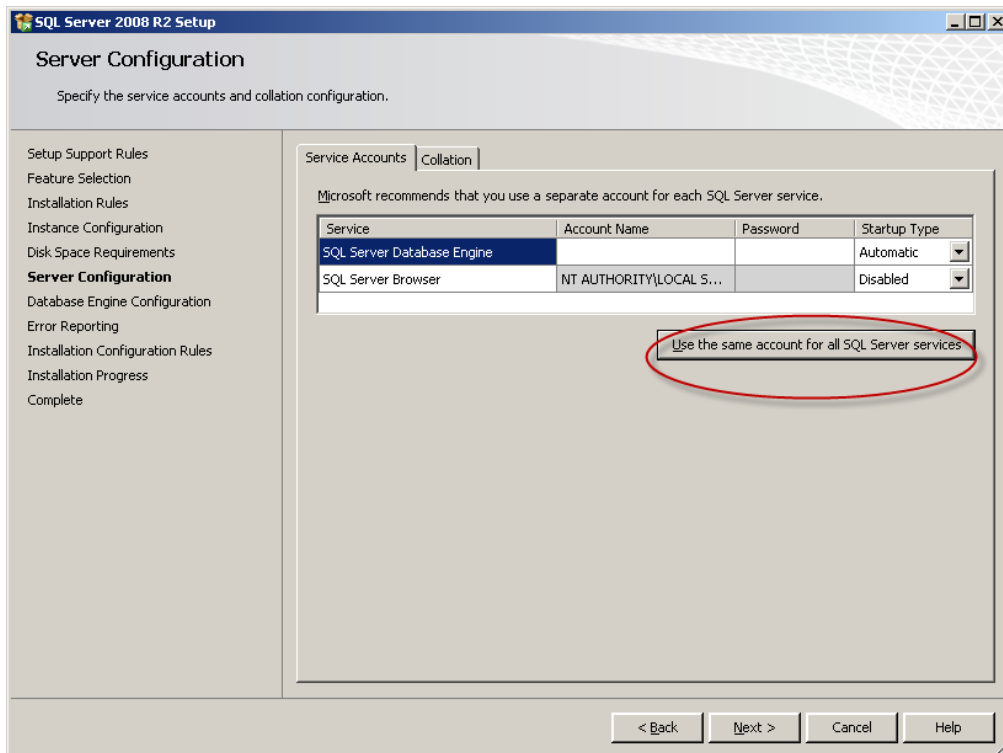 SQL Server 2008 R2 Setup
Server Configuration
Specify the service accounts and collation configuration.
Setup Support Rules
Feature Selection
Installation Rules
Instance Configuration
Disk Space Requirements
Server Configuration
Database Engine Configuration
Error Reporting
Installation Configuration Rules
Installation Progress
Complete
Service Accounts Collation
Microsoft recommends that you use a separate account for each SQL Server service.
Service Account Name Password Startup Type
SQL Server Database Engine Automatic
SQL Server Browser NT AUTHORITY\LOCAL S... Disabled
Use the same account for all SQL Server services
< Back Next > Cancel Help